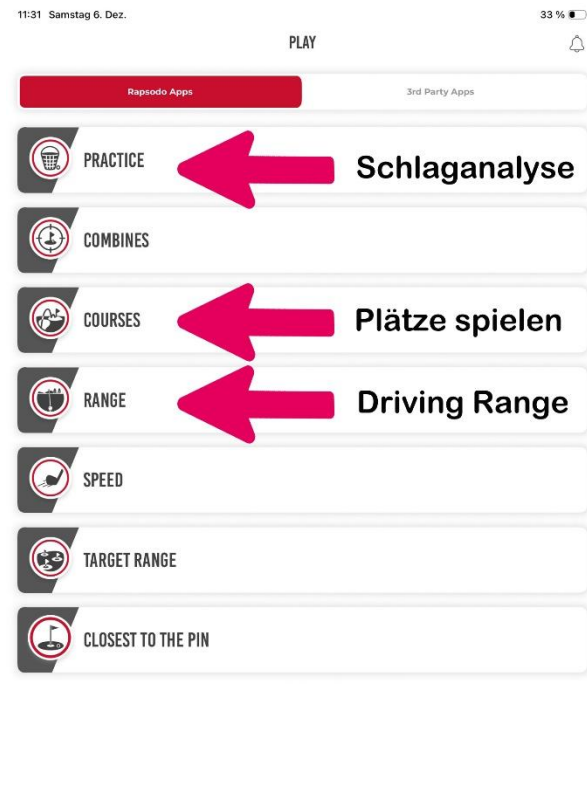 11:31 Samstag 6. Dez. 33 %
PLAY
Rapsodo Apps 3rd Party Apps
PRACTICE Schlaganalyse
COMBINES
COURSES Plätze spielen
RANGE Driving Range
SPEED
TARGET RANGE
CLOSEST TO THE PIN